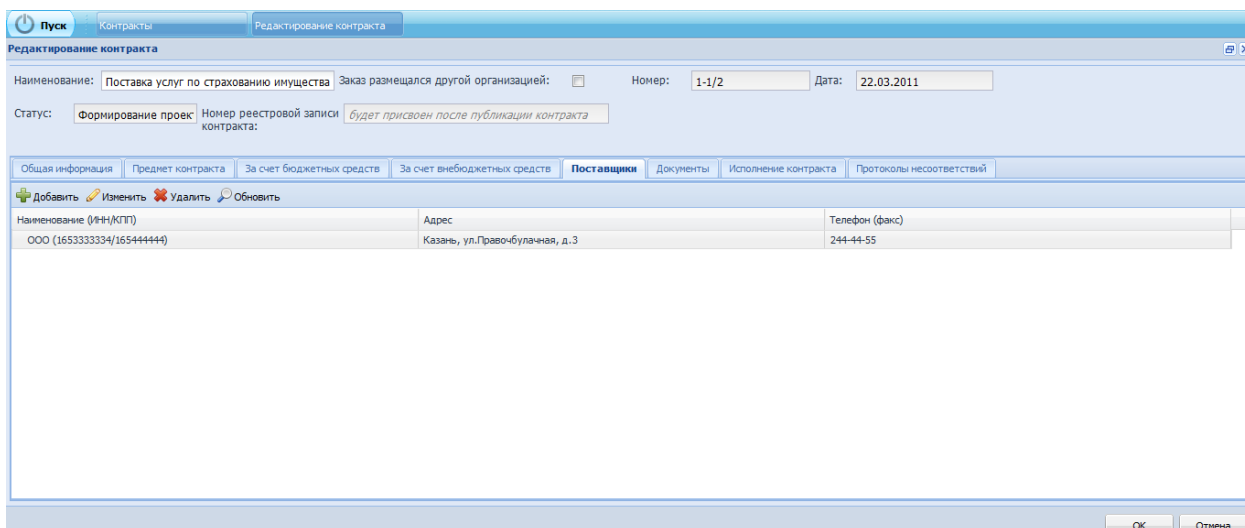 Пуск Контракты Редактирование контракта
Редактирование контракта
Наименование: Поставка услуг по страхованию имущества Заказ размещался другой организацией: Номер: 1-1/2 Дата: 22.03.2011
Статус: Формирование проек Номер реестровой записи контракта: будет присвоен после публикации контракта
Общая информация Предмет контракта За счет бюджетных средств За счет внебюджетных средств Поставщики Документы Исполнение контракта Протоколы несоответствий
Добавить Изменить Удалить Обновить
Наименование (ИНН/КПП) Адрес Телефон (факс)
ООО (1653333334/165444444) Казань, ул.Правочбулачная, д.3 244-44-55
ОК Отмена